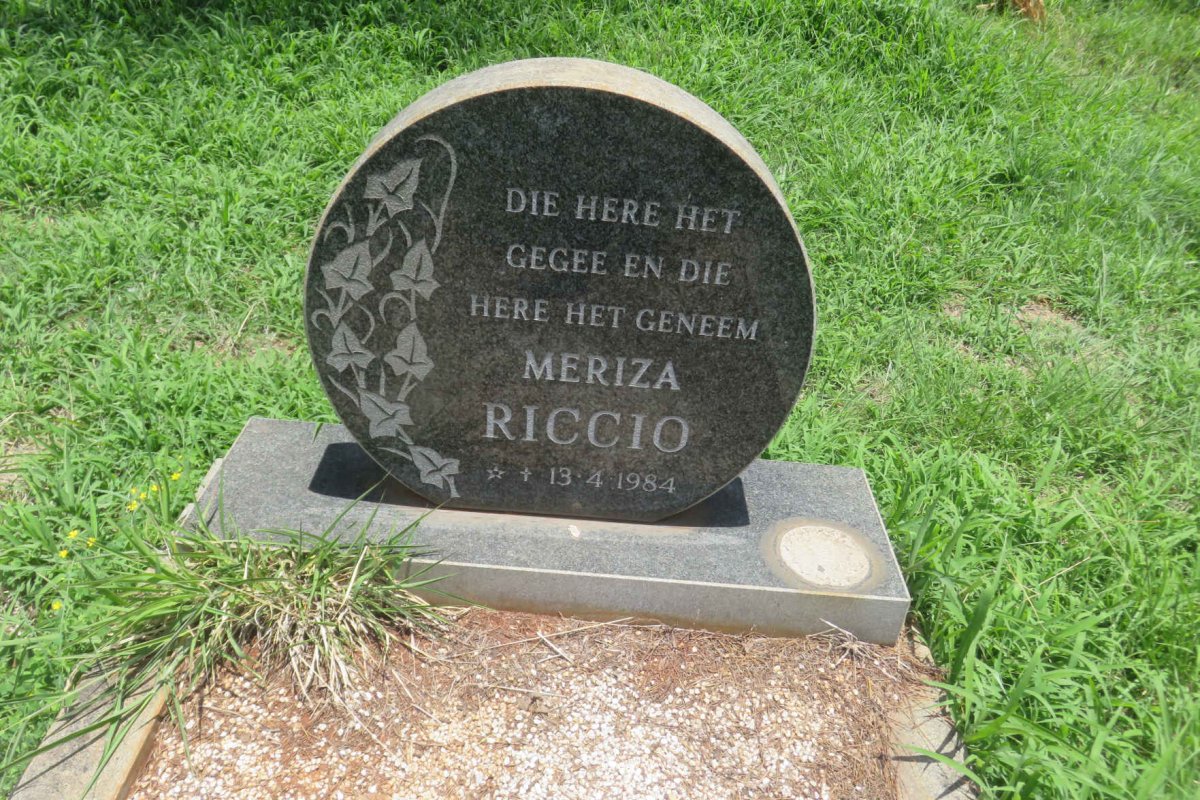 DIE HERE HET
GEGEE EN DIE
HERE HET GENEEM
MERIZA
RICCIO
☆ + 13·4 1984